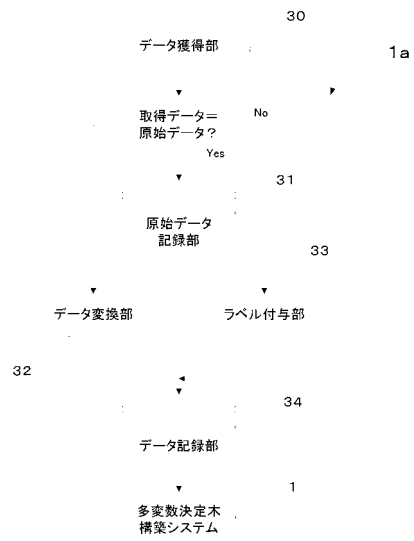 30
データ獲得部
1a
取得データ=
原始データ?
No
Yes
31
原始データ
記録部
33
データ変換部
ラベル付与部
32
34
データ記録部
1
多変数決定木
構築システム